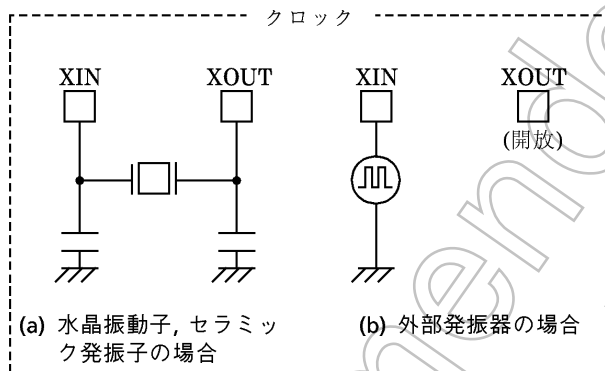 クロック
XIN XOUT XIN XOUT
(開放)
(a) 水晶振動子, セラミッ
ク発振子の場合
(b) 外部発振器の場合